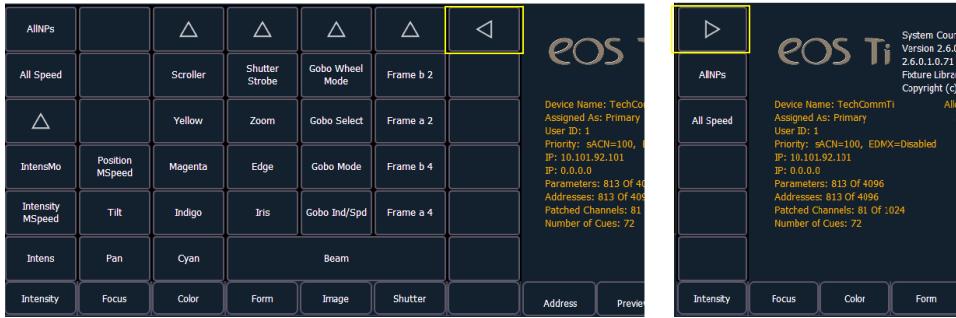 AllNPs
All Speed
Scroller
Shutter
Strobe
Gobo Wheel
Mode
Frame b 2
Yellow
Zoom
Gobo Select
Frame a 2
IntensMo
Position
MSpeed
Magenta
Edge
Gobo Mode
Frame b 4
Intensity
MSpeed
Tilt
Indigo
Iris
Gobo Ind/Spd
Frame a 4
Intens
Pan
Cyan
Beam
Intensity
Focus
Color
Form
Image
Shutter
eos
Device Name: TechCom
Assigned As: Primary
User ID: 1
Priority: sACN=100,
IP: 10.101.92.101
IP: 0.0.0.0
Parameters: 813 Of 40
Addresses: 813 Of 409
Patched Channels: 81
Number of Cues: 72
Address
Preview
AllNPs
All Speed
Intensity
eos Ti
System Cour
Version 2.6.0
2.6.0.1.0.71
Fixture Librar
Copyright (c)
Device Name: TechCommTi
Assigned As: Primary
User ID: 1
Priority: sACN=100, EDMX=Disabled
IP: 10.101.92.101
IP: 0.0.0.0
Parameters: 813 Of 4096
Addresses: 813 Of 4096
Patched Channels: 81 Of 1024
Number of Cues: 72
Focus
Color
Form